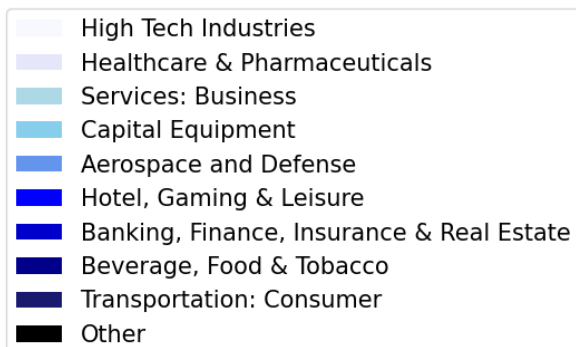 High Tech Industries
Healthcare & Pharmaceuticals
Services: Business
Capital Equipment
Aerospace and Defense
Hotel, Gaming & Leisure
Banking, Finance, Insurance & Real Estate
Beverage, Food & Tobacco
Transportation: Consumer
Other